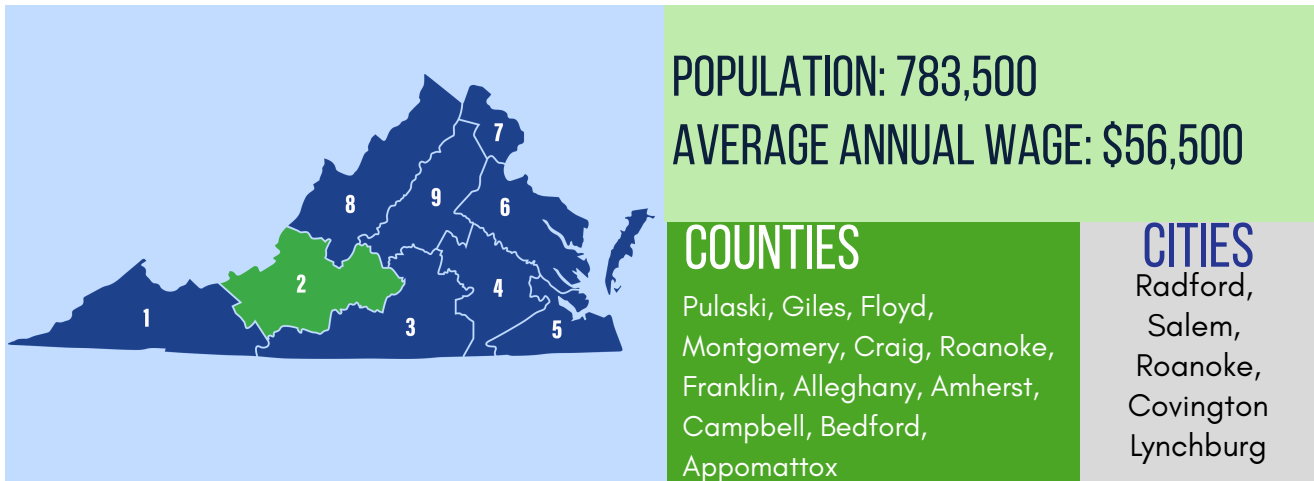 7
8
9
6
2
4
1
3
5
POPULATION: 783,500
AVERAGE ANNUAL WAGE: $56,500
COUNTIES
Pulaski, Giles, Floyd,
Montgomery, Craig, Roanoke,
Franklin, Alleghany, Amherst,
Campbell, Bedford,
Appomattox
CITIES
Radford,
Salem,
Roanoke,
Covington
Lynchburg